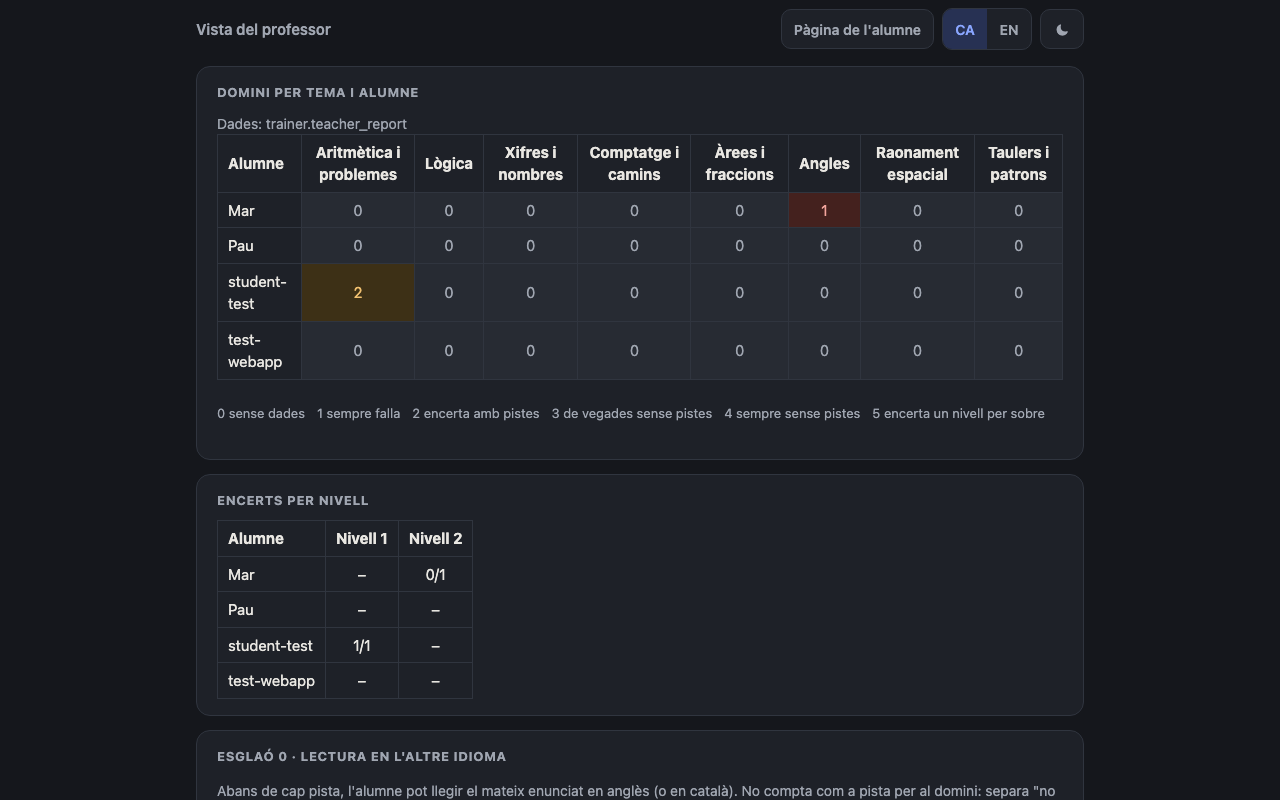 Vista del professor
Pàgina de l'alumne
CA
EN
DOMINI PER TEMA I ALUMNE
Dades: trainer.teacher_report
Alumne Aritmètica i problemes Lògica Xifres i nombres Comptatge i camins Àrees i fraccions Angles Raonament espacial Taulers i patrons
Mar 0 0 0 0 0 1 0 0
Pau 0 0 0 0 0 0 0 0
student-test 2 0 0 0 0 0 0 0
test-webapp 0 0 0 0 0 0 0 0
0 sense dades 1 sempre falla 2 encerta amb pistes 3 de vegades sense pistes 4 sempre sense pistes 5 encerta un nivell per sobre
ENCERTS PER NIVELL
Alumne Nivell 1 Nivell 2
Mar – 0/1
Pau – –
student-test 1/1 –
test-webapp – –
ESGLAÓ 0 · LECTURA EN L'ALTRE IDIOMA
Abans de cap pista, l'alumne pot llegir el mateix enunciat en anglès (o en català). No compta com a pista per al domini: separa "no